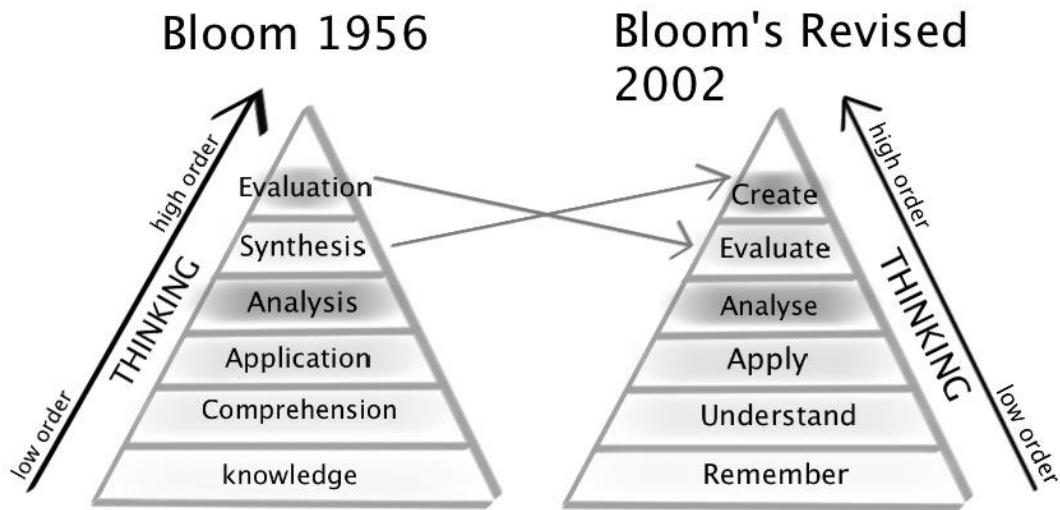 Bloom 1956
high order
THINKING
low order
Evaluation
Synthesis
Analysis
Application
Comprehension
knowledge
Bloom's Revised
2002
Create
Evaluate
Analyse
Apply
Understand
Remember
high order
THINKING
low order